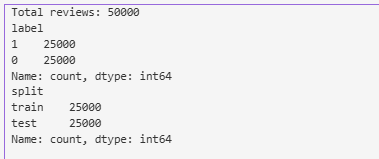 Total reviews: 50000
label
1    25000
0    25000
Name: count, dtype: int64
split
train    25000
test     25000
Name: count, dtype: int64